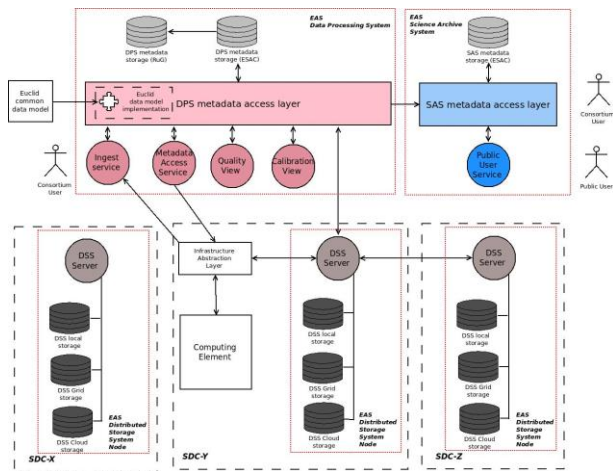 EAS
Data Processing System
EAS
Science Archive
System
DPS metadata
storage (RuG)
DPS metadata
storage (ESAC)
SAS metadata
storage (ESAC)
Euclid
common
data model
Euclid
data model
implementation
DPS metadata access layer
SAS metadata access layer
Consortium
User
Consortium
User
Ingest
service
Metadata
Access
Service
Quality
View
Calibration
View
Public
User
Service
Public User
DSS
Server
Infrastructure
Abstraction
Layer
DSS
Server
DSS
Server
DSS local
storage
DSS Grid
storage
DSS Cloud
storage
EAS
Distributed
Storage
System
Node
SDC-X
Computing
Element
SDC-Y
DSS local
storage
DSS Grid
storage
DSS Cloud
storage
EAS
Distributed
Storage
System
Node
DSS local
storage
DSS Grid
storage
DSS Cloud
storage
EAS
Distributed
Storage
System
Node
SDC-Z